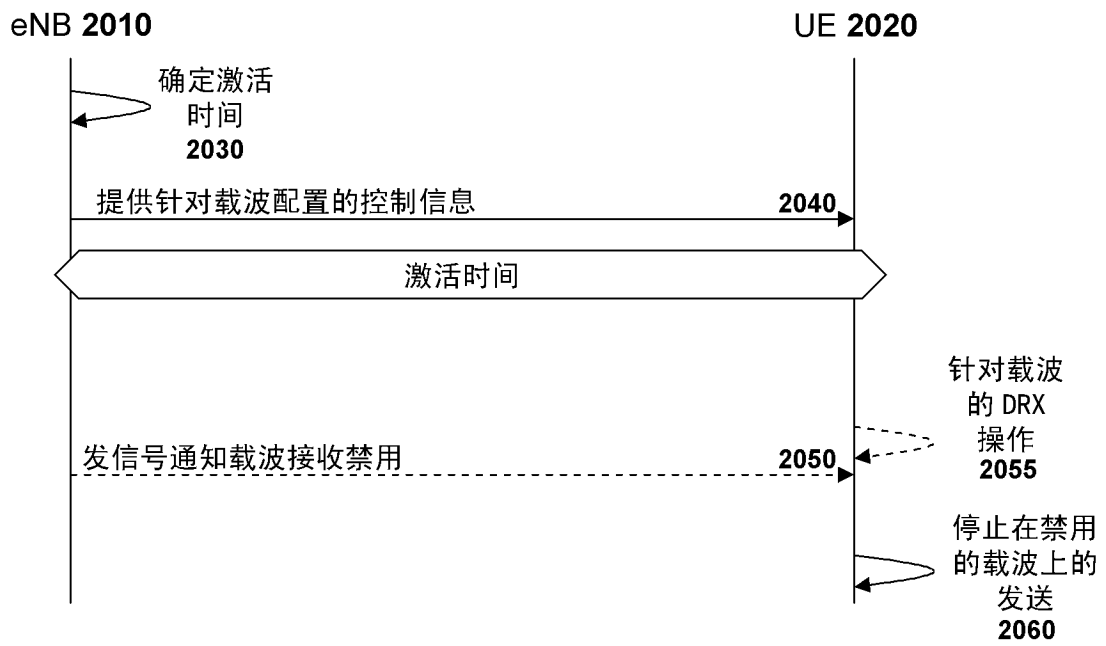 eNB 2010
UE 2020
确定激活
时间
2030
提供针对载波配置的控制信息
2040
激活时间
针对载波
的 DRX
操作
2055
发信号通知载波接收禁用
2050
停止在禁用
的载波上的
发送
2060